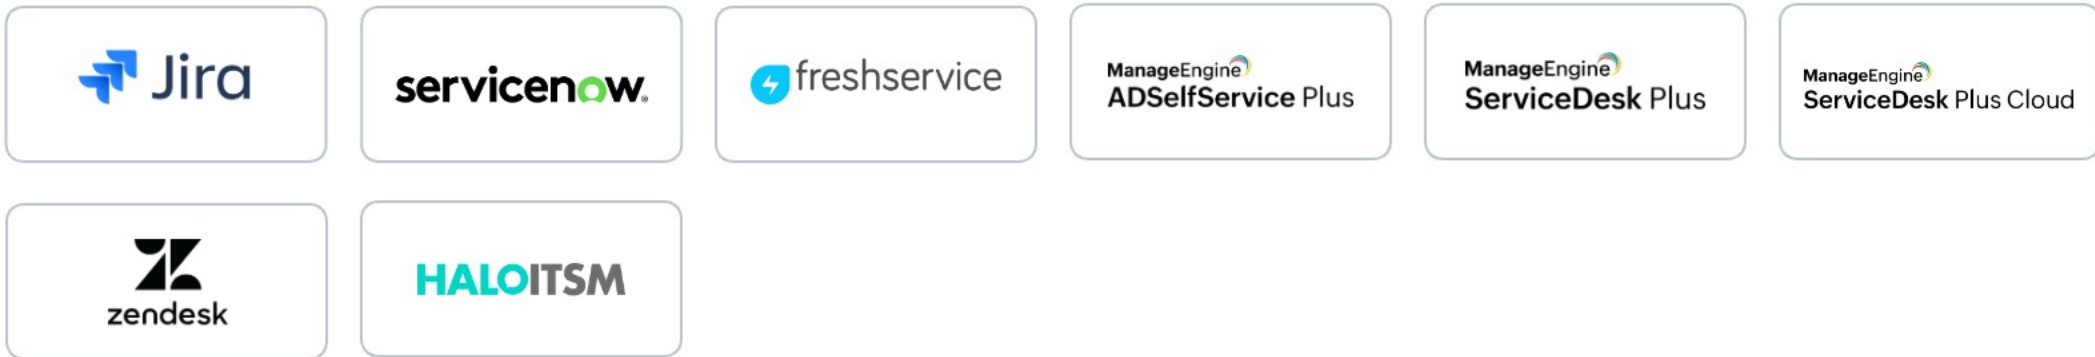 Jira
servicenow.
freshservice
ManageEngine
ADSelfService Plus
ManageEngine
ServiceDesk Plus
ManageEngine
ServiceDesk Plus Cloud
zendesk
HALOITSM